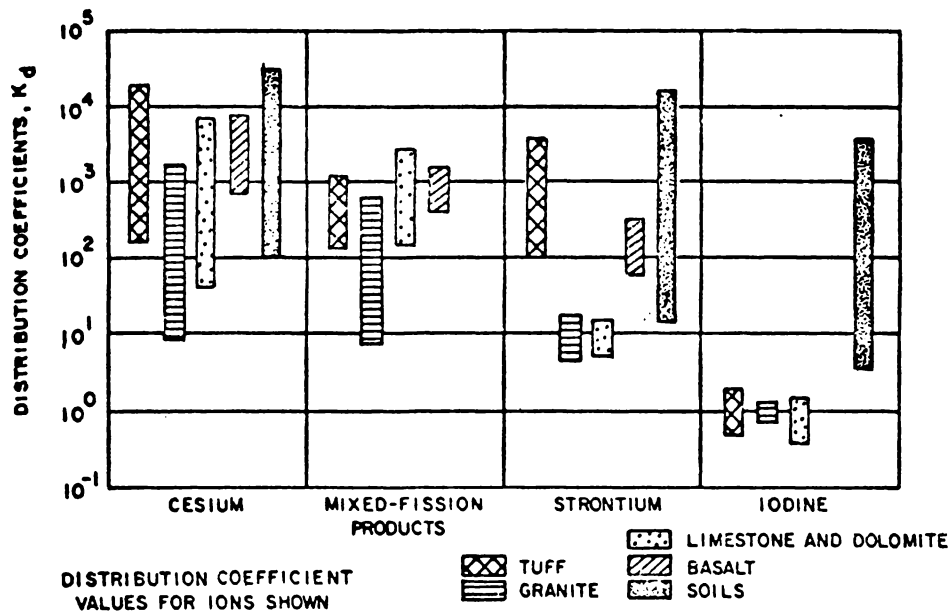 DISTRIBUTION COEFFICIENTS, Kd
10^5
10^4
10^3
10^2
10^1
10^0
10^-1
CESIUM
MIXED-FISSION
PRODUCTS
STRONTIUM
IODINE
DISTRIBUTION COEFFICIENT
VALUES FOR IONS SHOWN
TUFF
GRANITE
LIMESTONE AND DOLOMITE
BASALT
SOILS